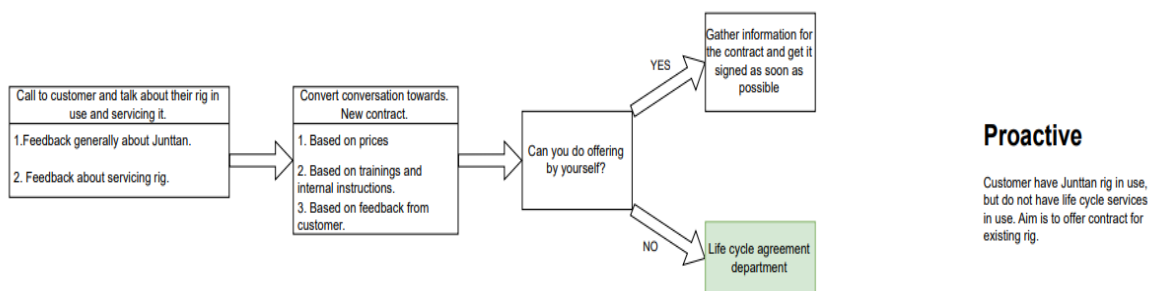 Call to customer and talk about their rig in
use and servicing it.
1.Feedback generally about Junttan.
2. Feedback about servicing rig.
Convert conversation towards.
New contract.
1. Based on prices
2. Based on trainings and
internal instructions.
3. Based on feedback from
customer.
Can you do offering
by yourself?
YES
Gather information for
the contract and get it
signed as soon as
possible
NO
Life cycle agreement
department
Proactive
Customer have Junttan rig in use,
but do not have life cycle services
in use. Aim is to offer contract for
existing rig.